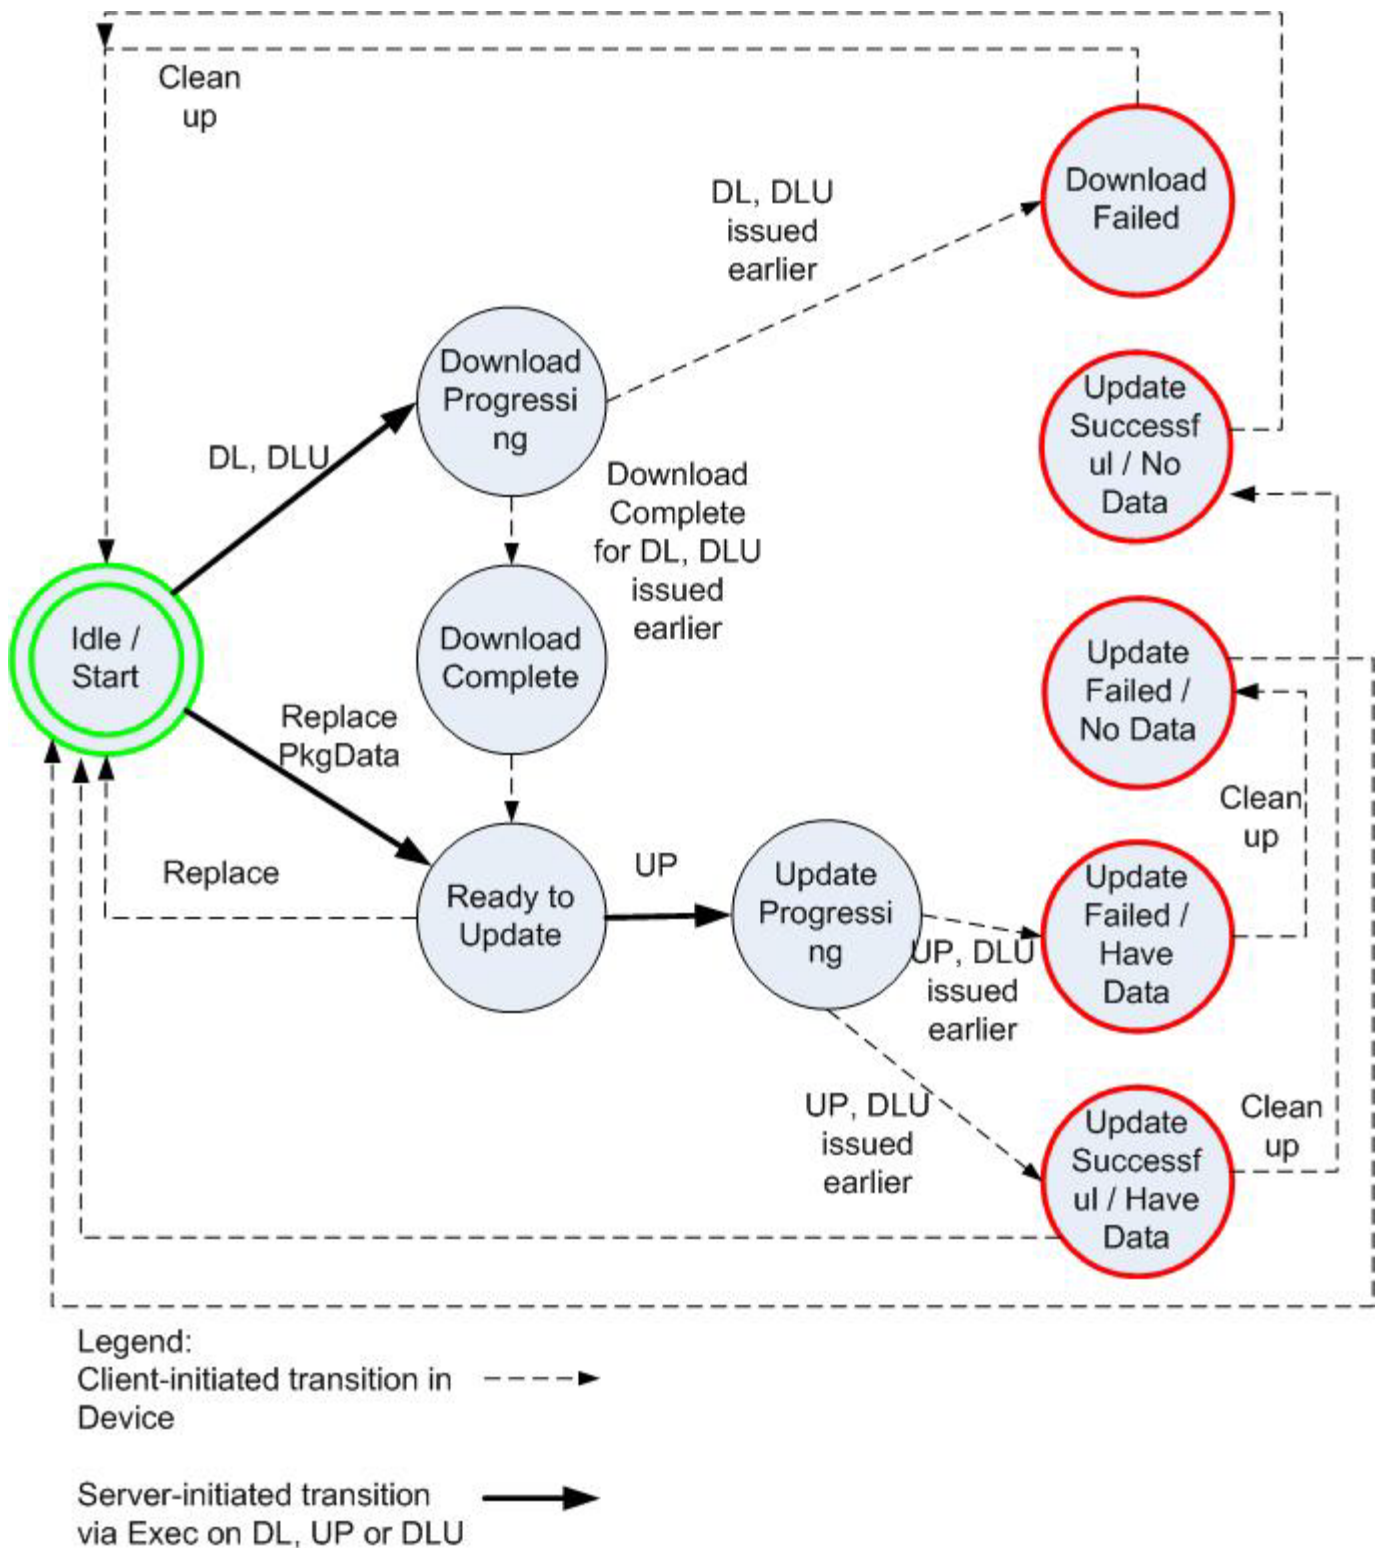 Clean
up
Download
Failed
DL, DLU
issued
earlier
Download
Progressi
ng
Update
Successf
ul / No
Data
DL, DLU
Download
Complete
for DL, DLU
issued
earlier
Idle /
Start
Download
Complete
Update
Failed /
No Data
Replace
PkgData
Clean
up
Replace
Ready to
Update
UP
Update
Progressi
ng
Update
Failed /
Have
Data
UP, DLU
issued
earlier
UP, DLU
issued
earlier
Update
Successf
ul / Have
Data
Clean
up
Legend:
Client-initiated transition in
Device
Server-initiated transition
via Exec on DL, UP or DLU